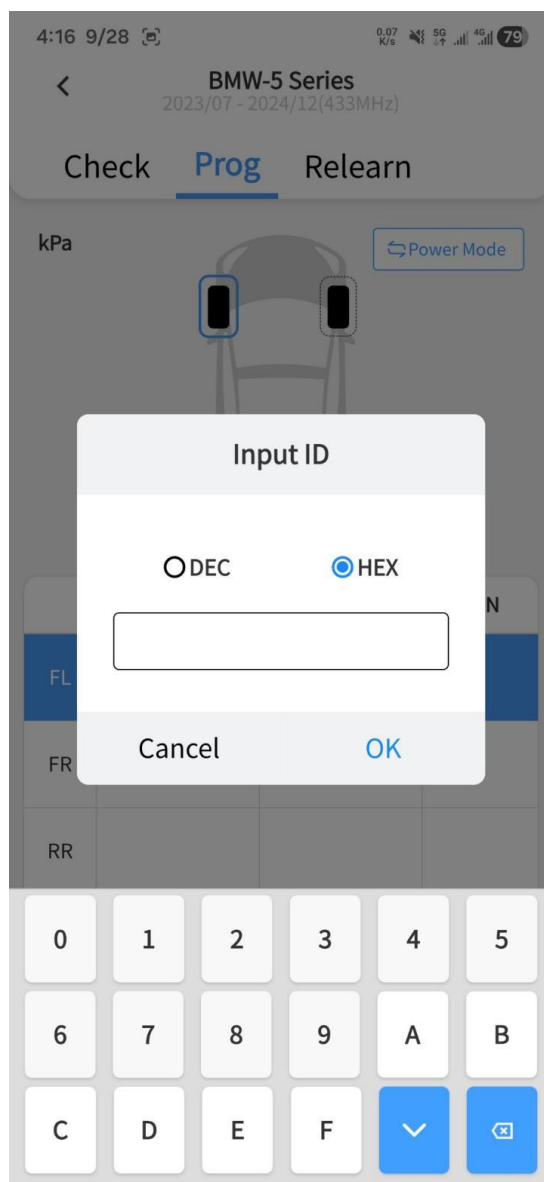 4:16 9/28 0.07 K/s 5G 4G 79
BMW-5 Series
2023/07 - 2024/12(433MHz)
Check Prog Relearn
kPa Power Mode
Input ID
DEC HEX
N
FL
Cancel OK
FR
RR
0 1 2 3 4 5
6 7 8 9 A B
C D E F